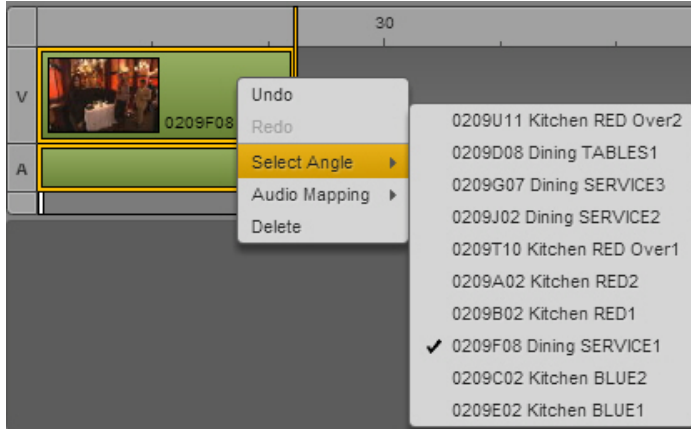 30
V
0209F08
A
Undo
Redo
Select Angle
Audio Mapping
Delete
0209U11 Kitchen RED Over2
0209D08 Dining TABLES1
0209G07 Dining SERVICE3
0209J02 Dining SERVICE2
0209T10 Kitchen RED Over1
0209A02 Kitchen RED2
0209B02 Kitchen RED1
0209F08 Dining SERVICE1
0209C02 Kitchen BLUE2
0209E02 Kitchen BLUE1